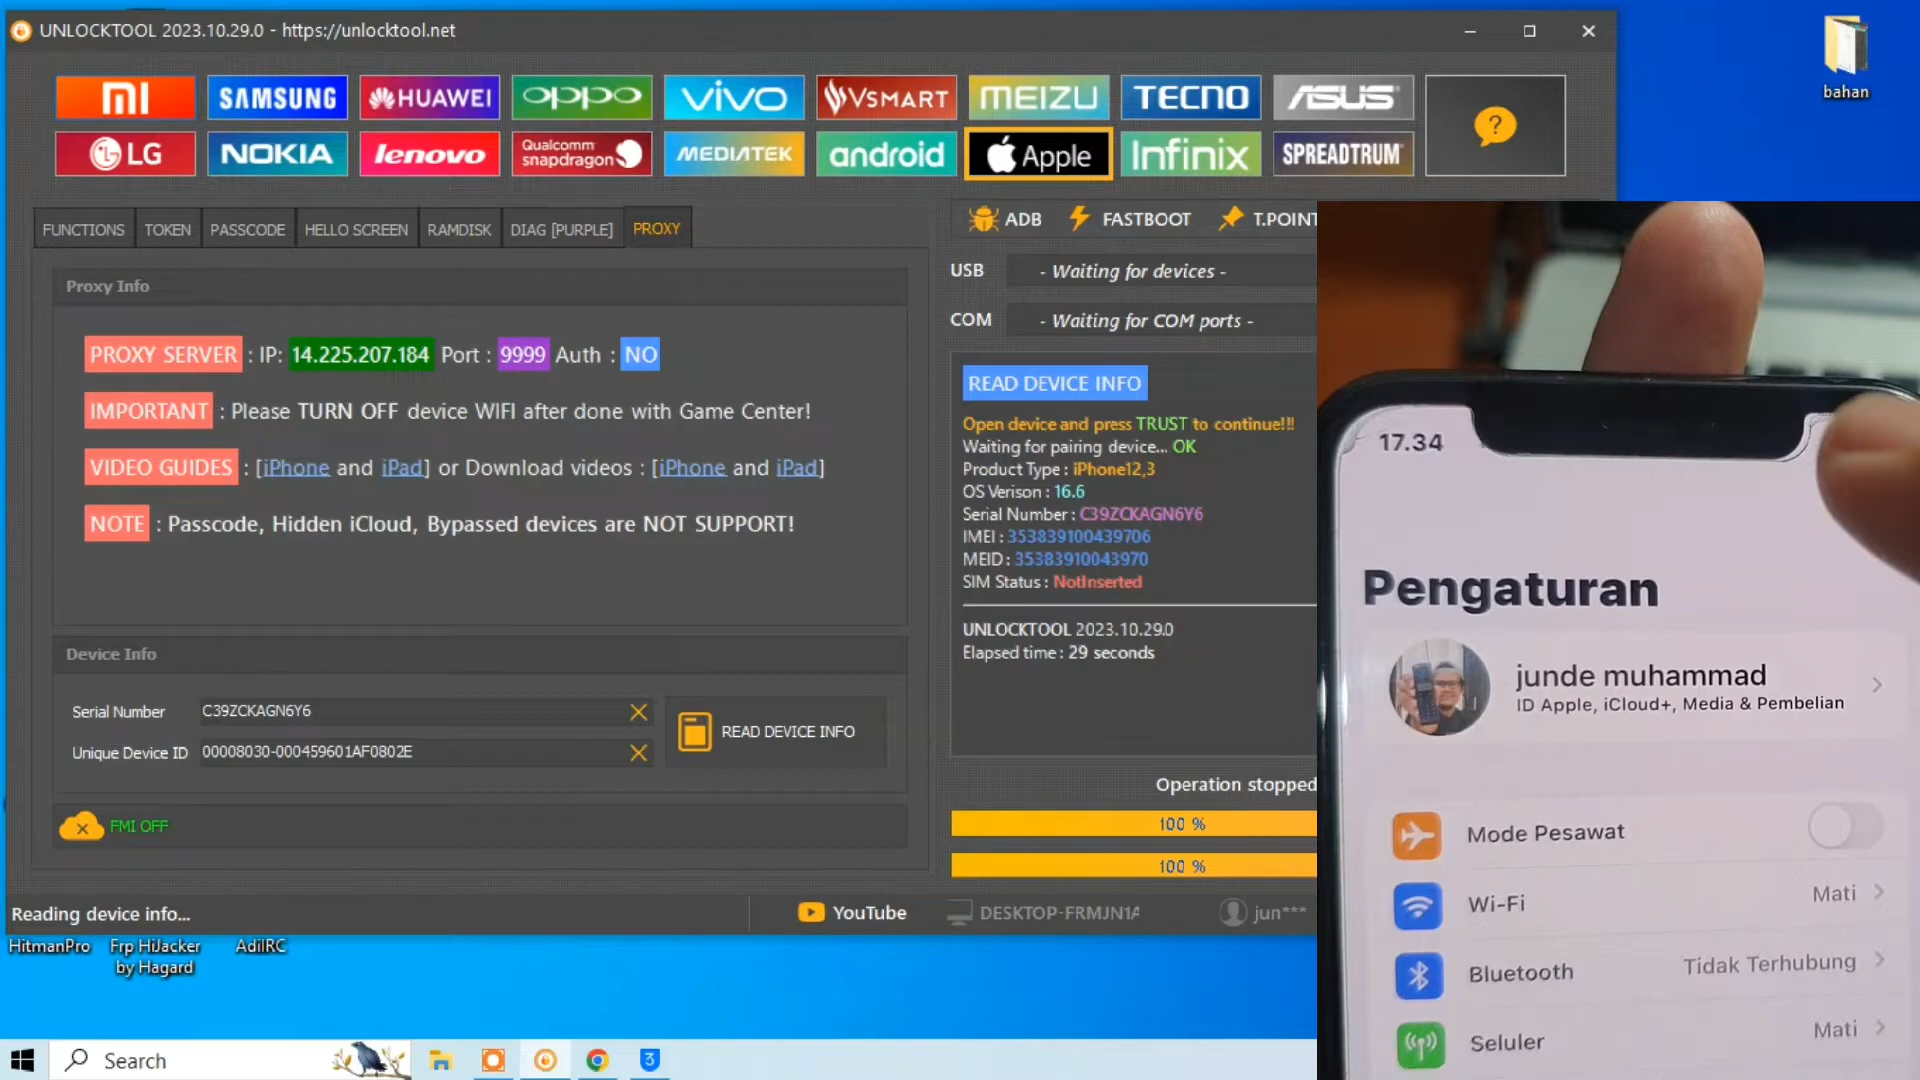 UNLOCKTOOL 2023.10.29.0 - https://unlocktool.net
bahan
mi SAMSUNG HUAWEI oppo vivo VSMART MEIZU TECNO ASUS ?
LG NOKIA lenovo Qualcomm snapdragon MEDIATEK android Apple Infinix SPREADTRUM
FUNCTIONS TOKEN PASSCODE HELLO SCREEN RAMDISK DIAG [PURPLE] PROXY
Proxy Info
PROXY SERVER : IP: 14.225.207.184 Port : 9999 Auth : NO
IMPORTANT : Please TURN OFF device WIFI after done with Game Center!
VIDEO GUIDES : [iPhone and iPad] or Download videos : [iPhone and iPad]
NOTE : Passcode, Hidden iCloud, Bypassed devices are NOT SUPPORT!
Device Info
Serial Number C39ZCKAGN6Y6
Unique Device ID 00008030-000459601AF0802E
READ DEVICE INFO
FMI OFF
ADB FASTBOOT T.POINT
USB - Waiting for devices -
COM - Waiting for COM ports -
READ DEVICE INFO
Open device and press TRUST to continue!!!
Waiting for pairing device... OK
Product Type : iPhone12,3
OS Verison : 16.6
Serial Number : C39ZCKAGN6Y6
IMEI : 353839100439706
MEID : 35383910043970
SIM Status : NotInserted
UNLOCKTOOL 2023.10.29.0
Elapsed time : 29 seconds
Operation stopped
100 %
100 %
Reading device info...
YouTube DESKTOP-FRMJN1A jun***
HitmanPro Frp HiJacker by Hagard AdiIRC
Search
3
17.34
Pengaturan
junde muhammad
ID Apple, iCloud+, Media & Pembelian
Mode Pesawat
Wi-Fi Mati
Bluetooth Tidak Terhubung
Seluler Mati